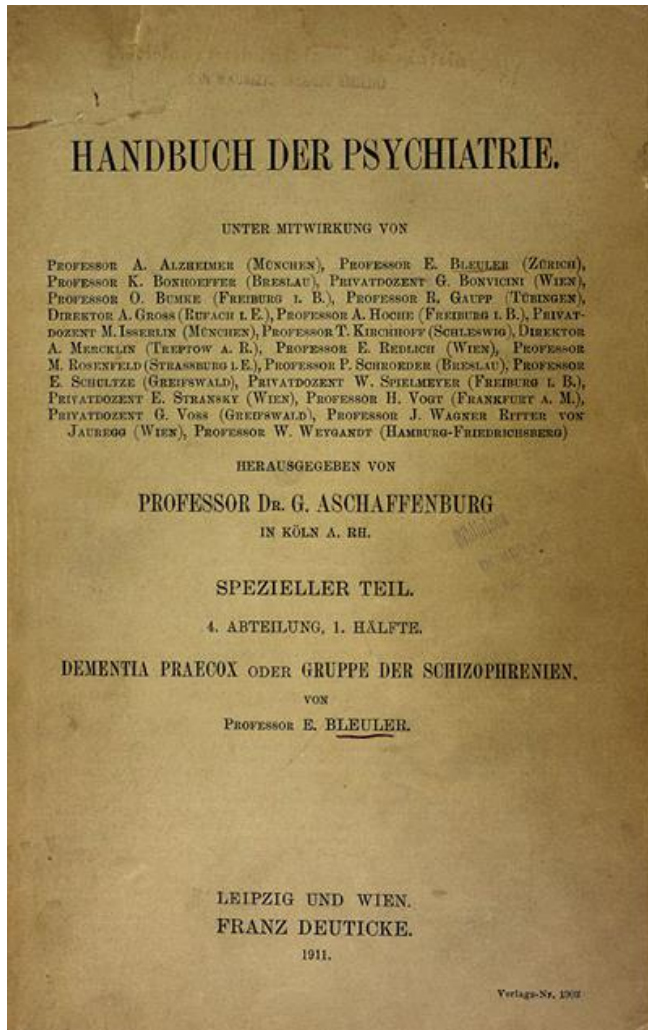 HANDBUCH DER PSYCHIATRIE.
UNTER MITWIRKUNG VON
PROFESSOR A. ALZHEIMER (MÜNCHEN), PROFESSOR E. BLEULER (ZÜRICH),
PROFESSOR K. BONHOEFFER (BRESLAU), PRIVATDOZENT G. BONVICINI (WIEN),
PROFESSOR O. BUMKE (FREIBURG I. B.), PROFESSOR R. GAUPP (TÜBINGEN),
DIREKTOR A. GROSS (RUFACH I. E.), PROFESSOR A. HOCHE (FREIBURG I. B.), PRIVAT-
DOZENT M. ISSERLIN (MÜNCHEN), PROFESSOR T. KIRCHHOFF (SCHLESWIG), DIREKTOR
A. MERCKLIN (TREPTOW A. R.), PROFESSOR E. REDLICH (WIEN), PROFESSOR
M. ROSENFELD (STRASSBURG I. E.), PROFESSOR P. SCHROEDER (BRESLAU), PROFESSOR
E. SCHULTZE (GREIFSWALD), PRIVATDOZENT W. SPIELMEYER (FREIBURG I. B.),
PRIVATDOZENT E. STRANSKY (WIEN), PROFESSOR H. VOGT (FRANKFURT A. M.),
PRIVATDOZENT G. VOSS (GREIFSWALD), PROFESSOR J. WAGNER RITTER VON
JAUREGG (WIEN), PROFESSOR W. WEYGANDT (HAMBURG-FRIEDRICHSBERG)
HERAUSGEGEBEN VON
PROFESSOR DR. G. ASCHAFFENBURG
IN KÖLN A. RH.
SPEZIELLER TEIL.
4. ABTEILUNG, 1. HÄLFTE.
DEMENTIA PRAECOX ODER GRUPPE DER SCHIZOPHRENIEN.
VON
PROFESSOR E. BLEULER.
LEIPZIG UND WIEN.
FRANZ DEUTICKE.
1911.
Verlags-Nr.